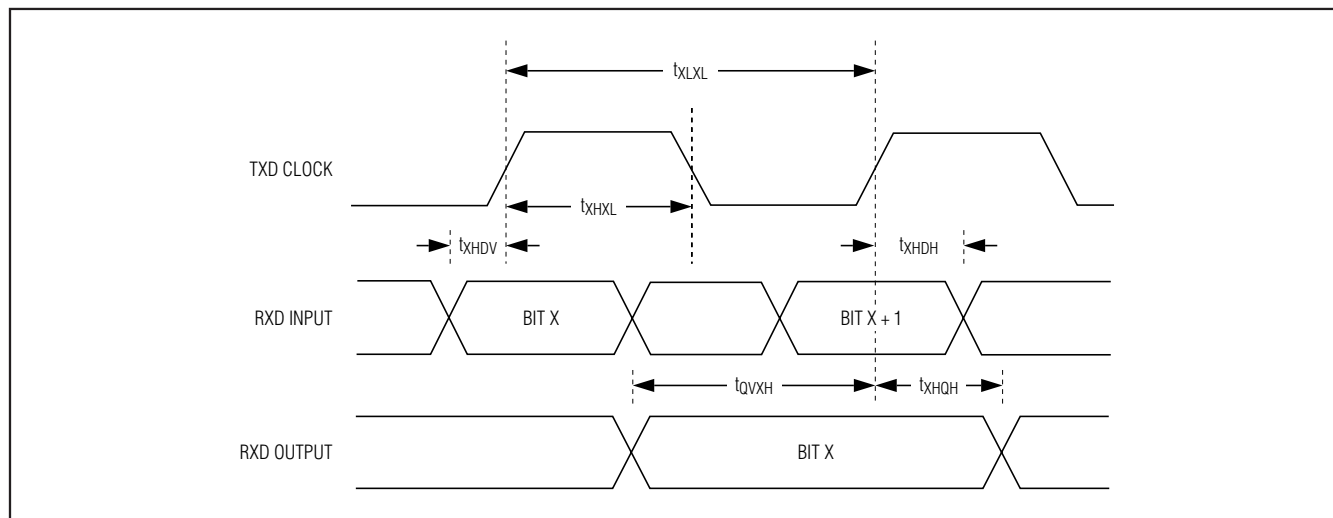 tXLXL
TXD CLOCK
tXHXL
tXHDV
tXHDH
RXD INPUT
BIT X
BIT X + 1
tQVXH
tXHQH
RXD OUTPUT
BIT X